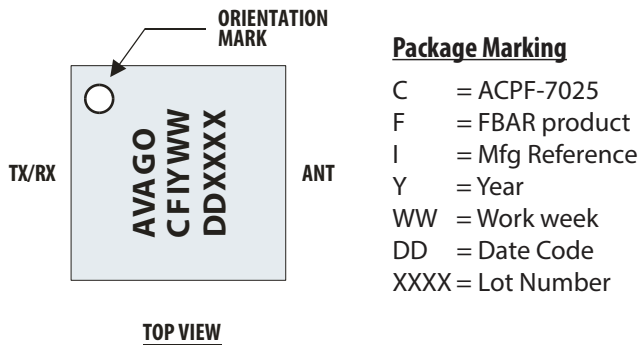 ORIENTATION
MARK
TX/RX
AVAGO
CFIYWW
DDXXXX
ANT
TOP VIEW
Package Marking
C = ACPF-7025
F = FBAR product
I = Mfg Reference
Y = Year
WW = Work week
DD = Date Code
XXXX = Lot Number